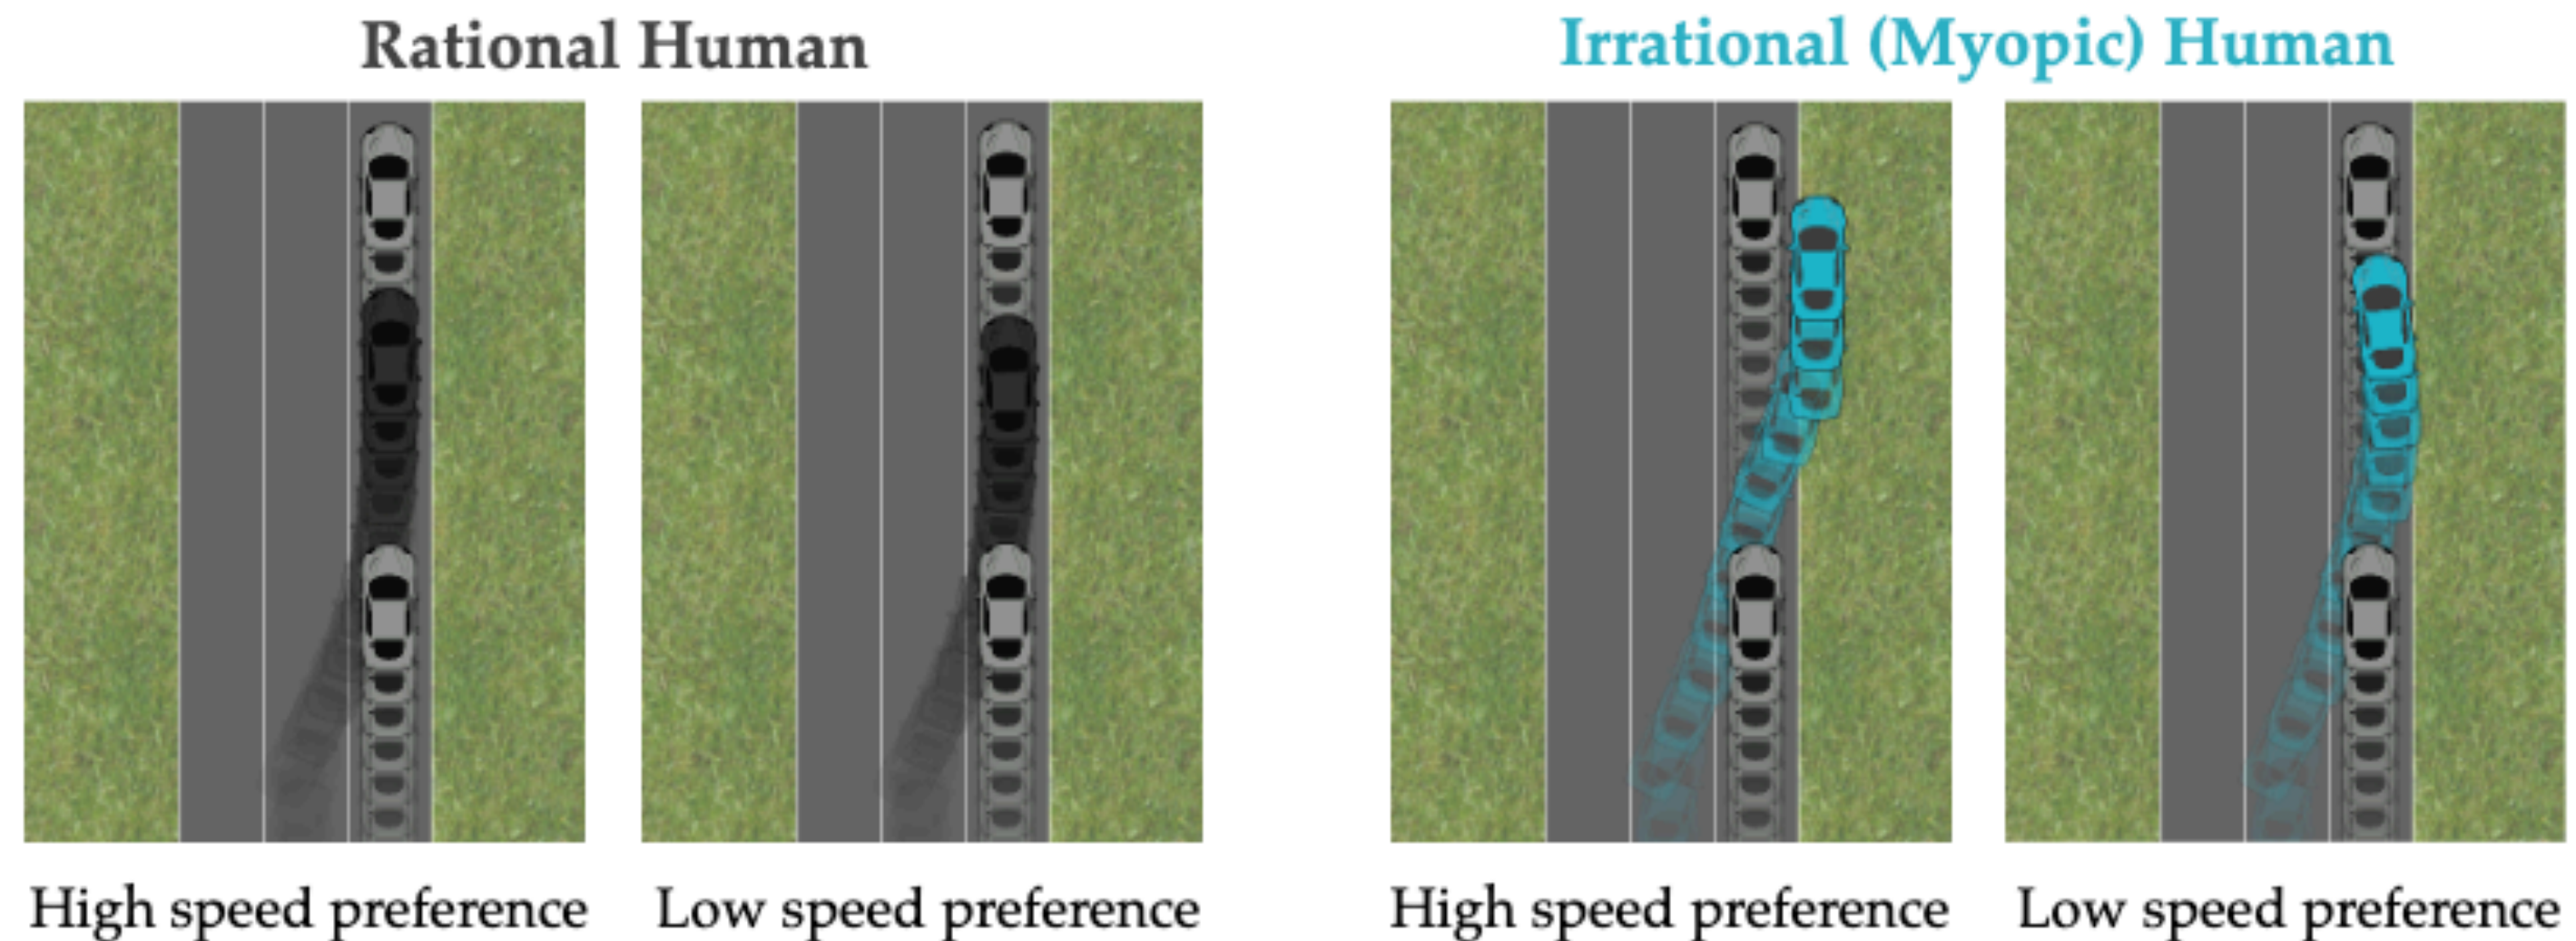 Rational Human
Irrational (Myopic) Human
High speed preference
Low speed preference
High speed preference
Low speed preference